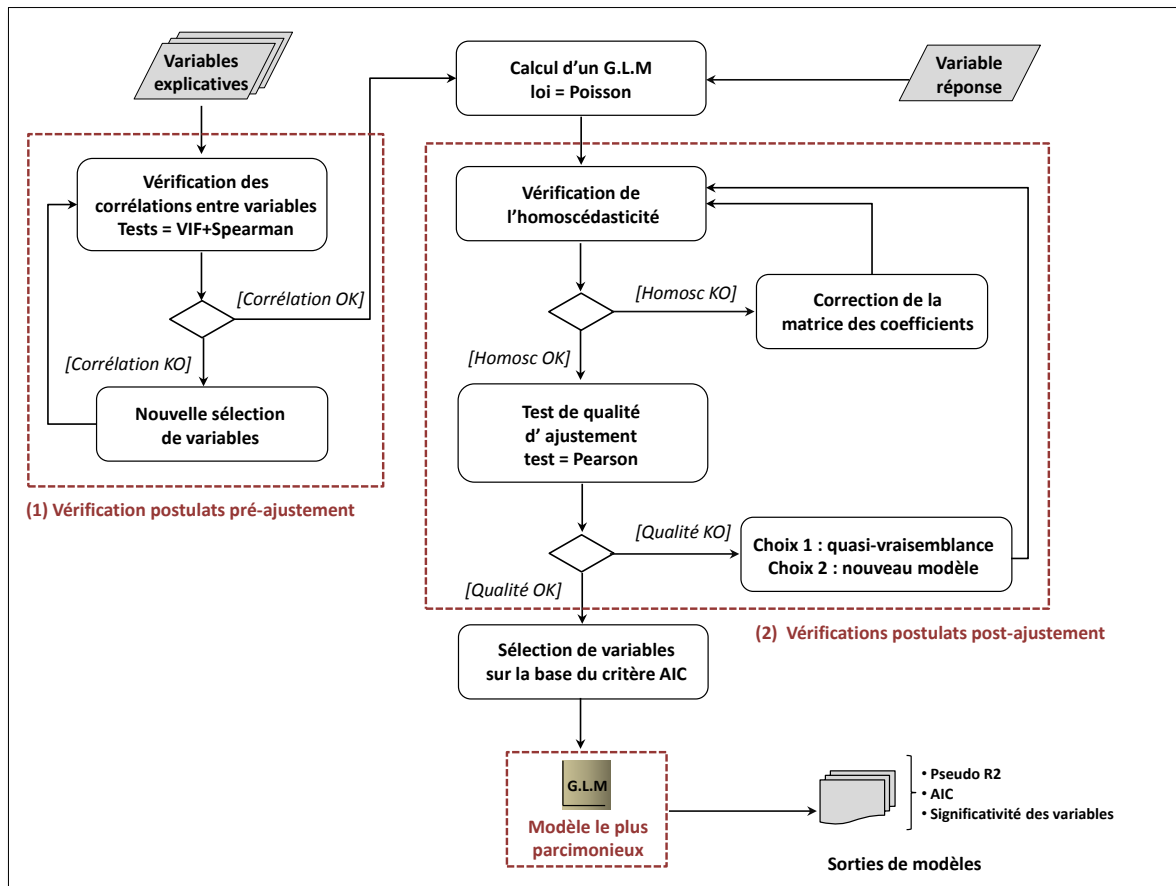 Variables
explicatives
Calcul d'un G.L.M
loi = Poisson
Variable
réponse
Vérification des
corrélations entre variables
Tests = VIF+Spearman
[Corrélation OK]
[Corrélation KO]
Nouvelle sélection
de variables
(1) Vérification postulats pré-ajustement
Vérification de
l'homoscédasticité
[Homosc KO]
Correction de la
matrice des coefficients
[Homosc OK]
Test de qualité
d' ajustement
test = Pearson
[Qualité KO]
Choix 1 : quasi-vraisemblance
Choix 2 : nouveau modèle
[Qualité OK]
(2) Vérifications postulats post-ajustement
Sélection de variables
sur la base du critère AIC
G.L.M
Modèle le plus
parcimonieux
• Pseudo R2
• AIC
• Significativité des variables
Sorties de modèles